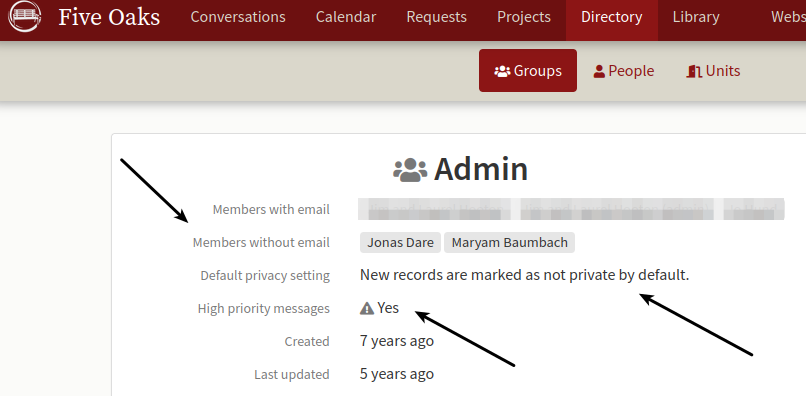 Five Oaks Conversations Calendar Requests Projects Directory Library Webs
Groups People Units
Admin
Members with email
Members without email Jonas Dare Maryam Baumbach
Default privacy setting New records are marked as not private by default.
High priority messages Yes
Created 7 years ago
Last updated 5 years ago